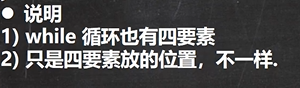 ● 说明
1) while 循环也有四要素
2) 只是四要素放的位置，不一样.